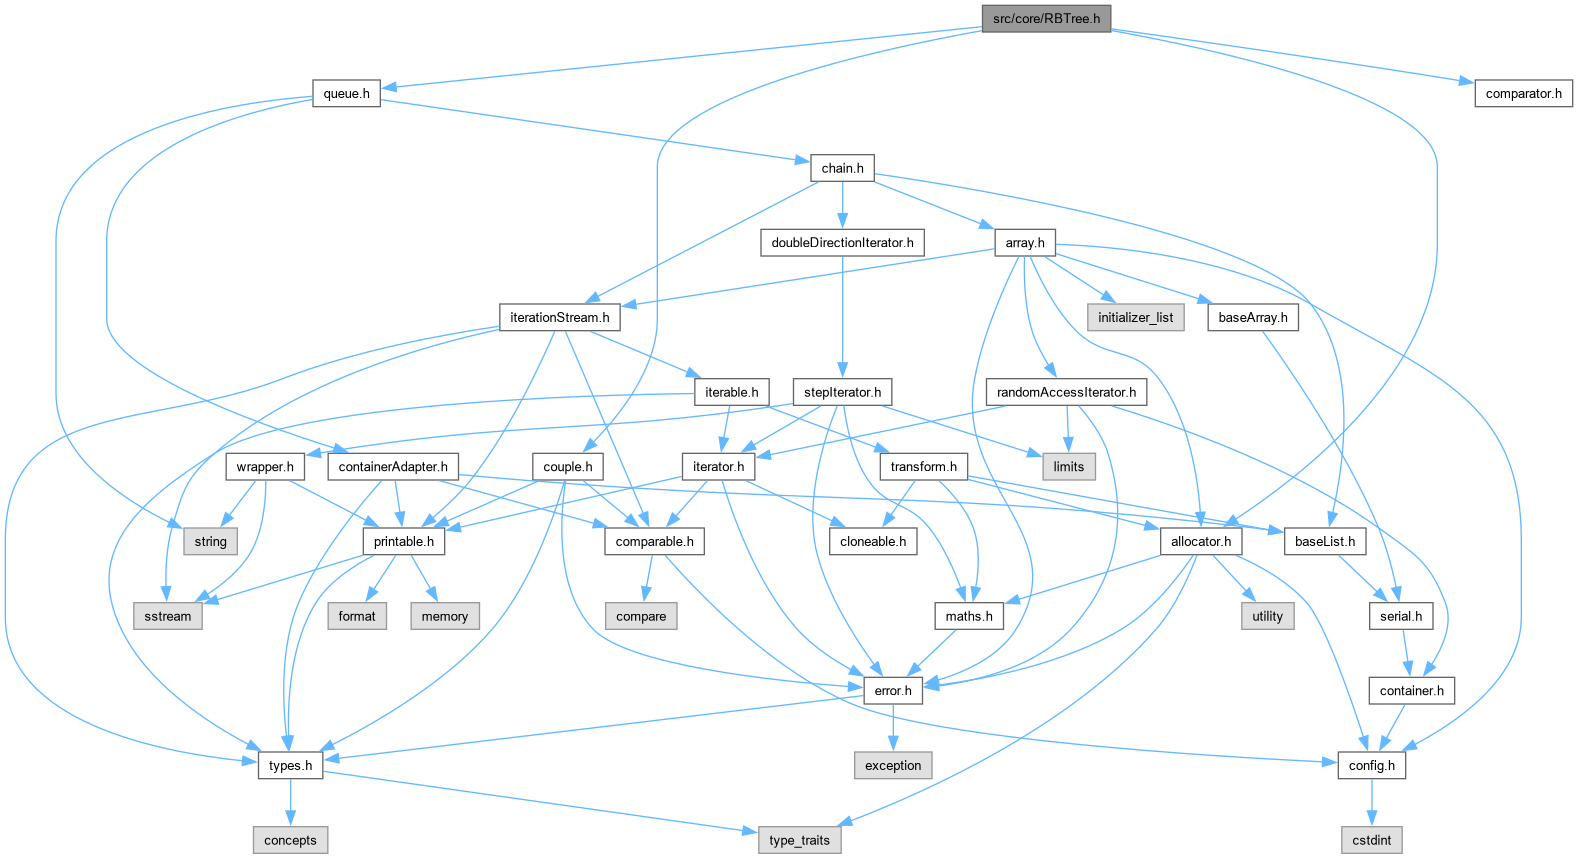 src/core/RBTree.h
queue.h
comparator.h
chain.h
doubleDirectionIterator.h
array.h
iterationStream.h
initializer_list
baseArray.h
iterable.h
stepIterator.h
randomAccessIterator.h
wrapper.h
containerAdapter.h
couple.h
iterator.h
transform.h
limits
string
printable.h
comparable.h
cloneable.h
allocator.h
baseList.h
sstream
format
memory
compare
maths.h
utility
serial.h
error.h
container.h
types.h
exception
config.h
concepts
type_traits
cstdint